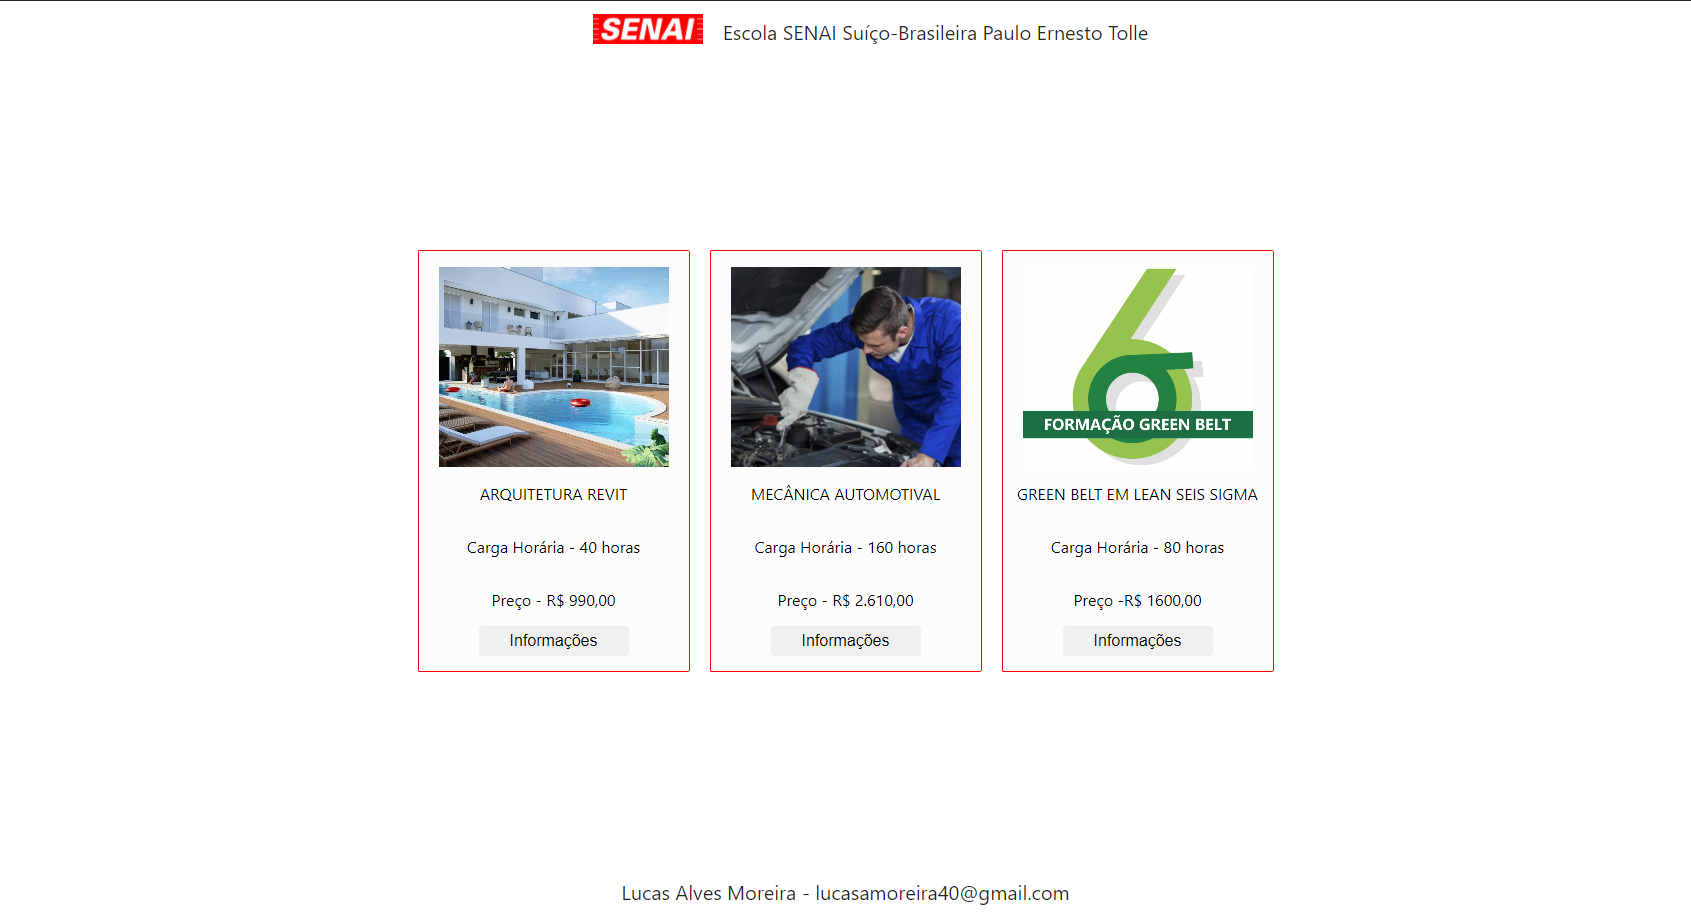 SENAI Escola SENAI Suíço-Brasileira Paulo Ernesto Tolle
FORMAÇÃO GREEN BELT
ARQUITETURA REVIT
Carga Horária - 40 horas
Preço - R$ 990,00
Informações
MECÂNICA AUTOMOTIVAL
Carga Horária - 160 horas
Preço - R$ 2.610,00
Informações
GREEN BELT EM LEAN SEIS SIGMA
Carga Horária - 80 horas
Preço -R$ 1600,00
Informações
Lucas Alves Moreira - lucasamoreira40@gmail.com